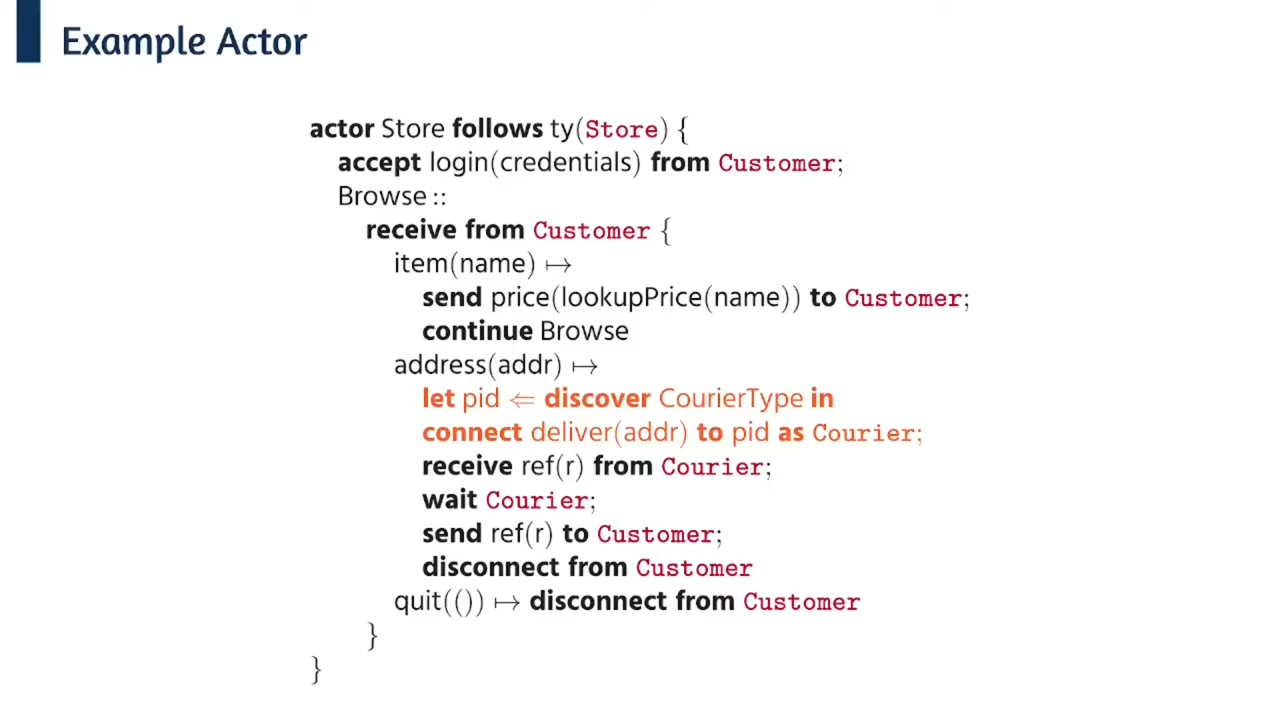 Example Actor
actor Store follows ty(Store) {
accept login(credentials) from Customer;
Browse ::
receive from Customer {
item(name) ↦
send price(lookupPrice(name)) to Customer;
continue Browse
address(addr) ↦
let pid ⇐ discover CourierType in
connect deliver(addr) to pid as Courier;
receive ref(r) from Courier;
wait Courier;
send ref(r) to Customer;
disconnect from Customer
quit(()) ↦ disconnect from Customer
}
}